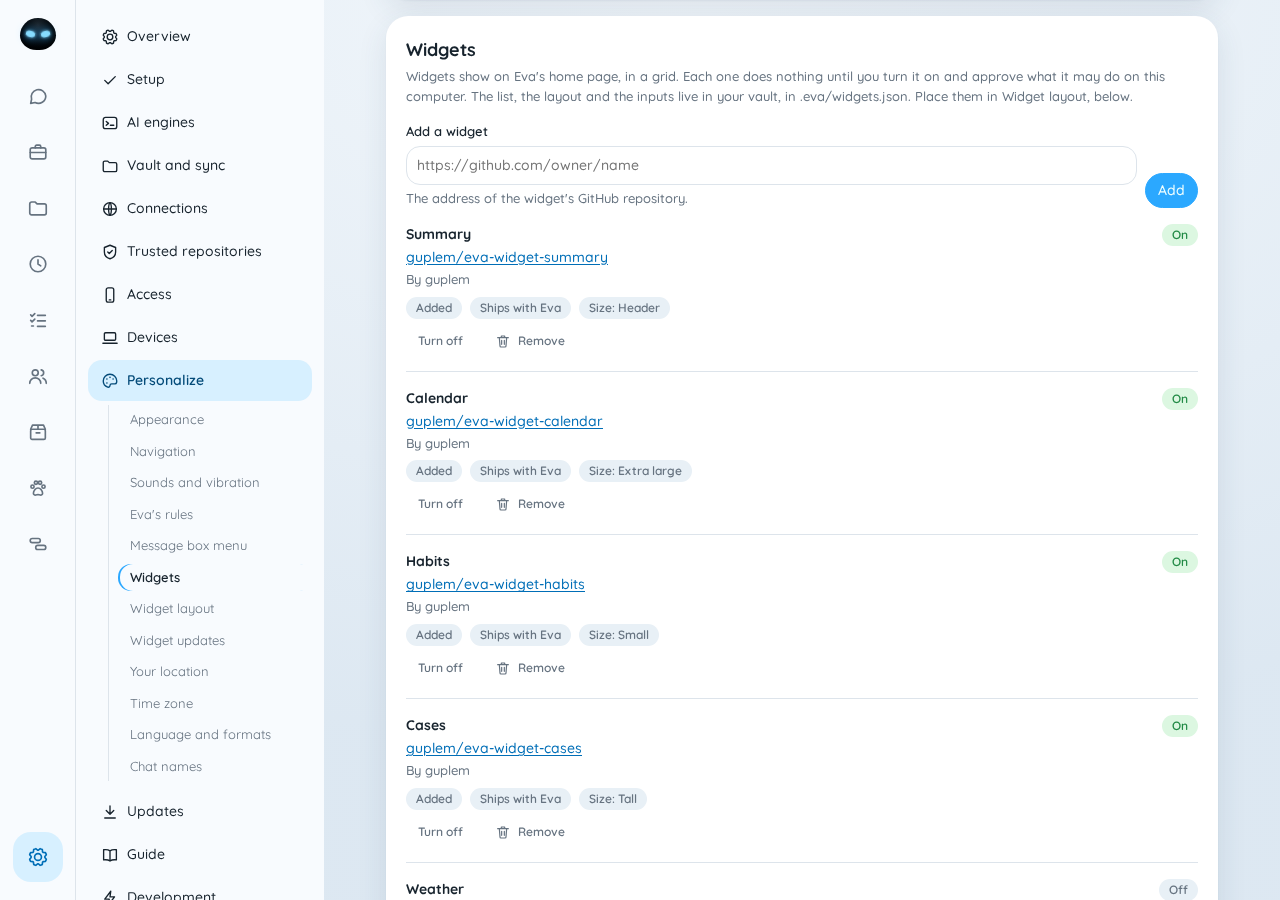 Overview
Setup
AI engines
Vault and sync
Connections
Trusted repositories
Access
Devices
Personalize
Appearance
Navigation
Sounds and vibration
Eva's rules
Message box menu
Widgets
Widget layout
Widget updates
Your location
Time zone
Language and formats
Chat names
Updates
Guide
Development
Widgets
Widgets show on Eva's home page, in a grid. Each one does nothing until you turn it on and approve what it may do on this
computer. The list, the layout and the inputs live in your vault, in .eva/widgets.json. Place them in Widget layout, below.
Add a widget
https://github.com/owner/name
Add
The address of the widget's GitHub repository.
Summary
On
guplem/eva-widget-summary
By guplem
Added Ships with Eva Size: Header
Turn off Remove
Calendar
On
guplem/eva-widget-calendar
By guplem
Added Ships with Eva Size: Extra large
Turn off Remove
Habits
On
guplem/eva-widget-habits
By guplem
Added Ships with Eva Size: Small
Turn off Remove
Cases
On
guplem/eva-widget-cases
By guplem
Added Ships with Eva Size: Tall
Turn off Remove
Weather
Off